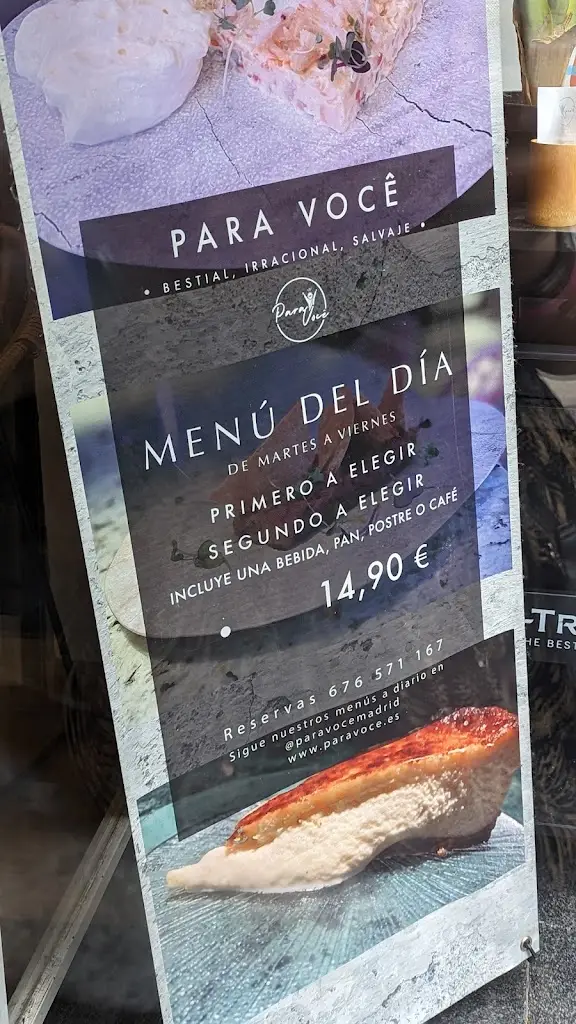 PARA VOCÊ
• BESTIAL, IRRACIONAL, SALVAJE •
Para Você
MENÚ DEL DÍA
DE MARTES A VIERNES
PRIMERO A ELEGIR
SEGUNDO A ELEGIR
INCLUYE UNA BEBIDA, PAN, POSTRE O CAFÉ
14,90 €
Reservas 676 571 167
Sigue nuestros menús a diario en
@paravocemadrid
www.paravoce.es
HE BEST